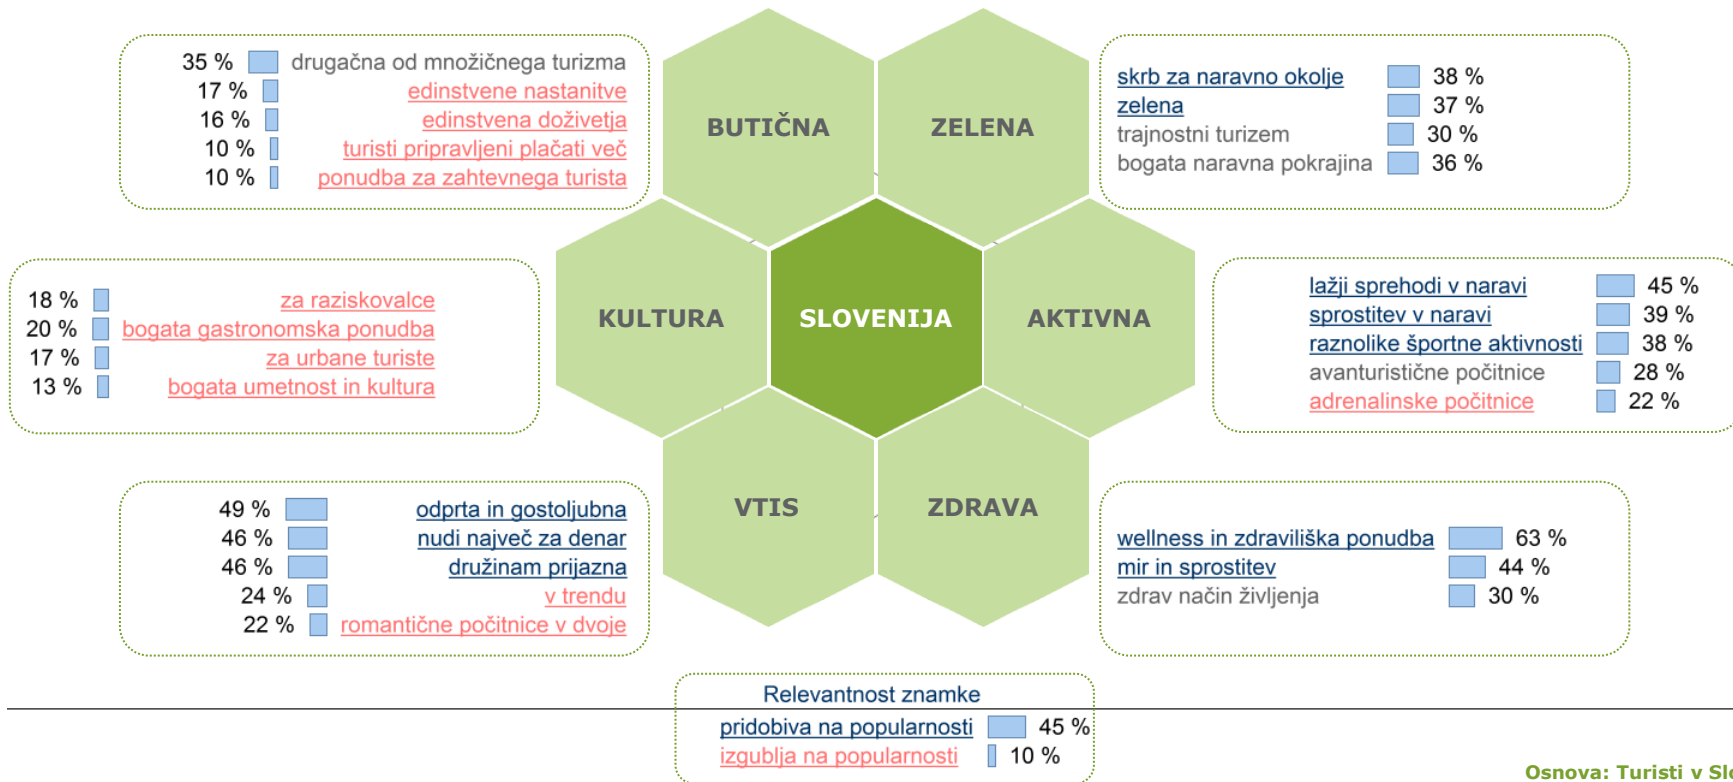 35 % drugačna od množičnega turizma
17 % edinstvene nastanitve
16 % edinstvena doživetja
10 % turisti pripravljeni plačati več
10 % ponudba za zahtevnega turista
BUTIČNA
ZELENA
skrb za naravno okolje 38 %
zelena 37 %
trajnostni turizem 30 %
bogata naravna pokrajina 36 %
18 % za raziskovalce
20 % bogata gastronomska ponudba
17 % za urbane turiste
13 % bogata umetnost in kultura
KULTURA
SLOVENIJA
AKTIVNA
lažji sprehodi v naravi 45 %
sprostitev v naravi 39 %
raznolike športne aktivnosti 38 %
avanturistične počitnice 28 %
adrenalinske počitnice 22 %
49 % odprta in gostoljubna
46 % nudi največ za denar
46 % družinam prijazna
24 % v trendu
22 % romantične počitnice v dvoje
VTIS
ZDRAVA
wellness in zdraviliška ponudba 63 %
mir in sprostitev 44 %
zdrav način življenja 30 %
Relevantnost znamke
pridobiva na popularnosti 45 %
izgublja na popularnosti 10 %
Osnova: Turisti v Slo